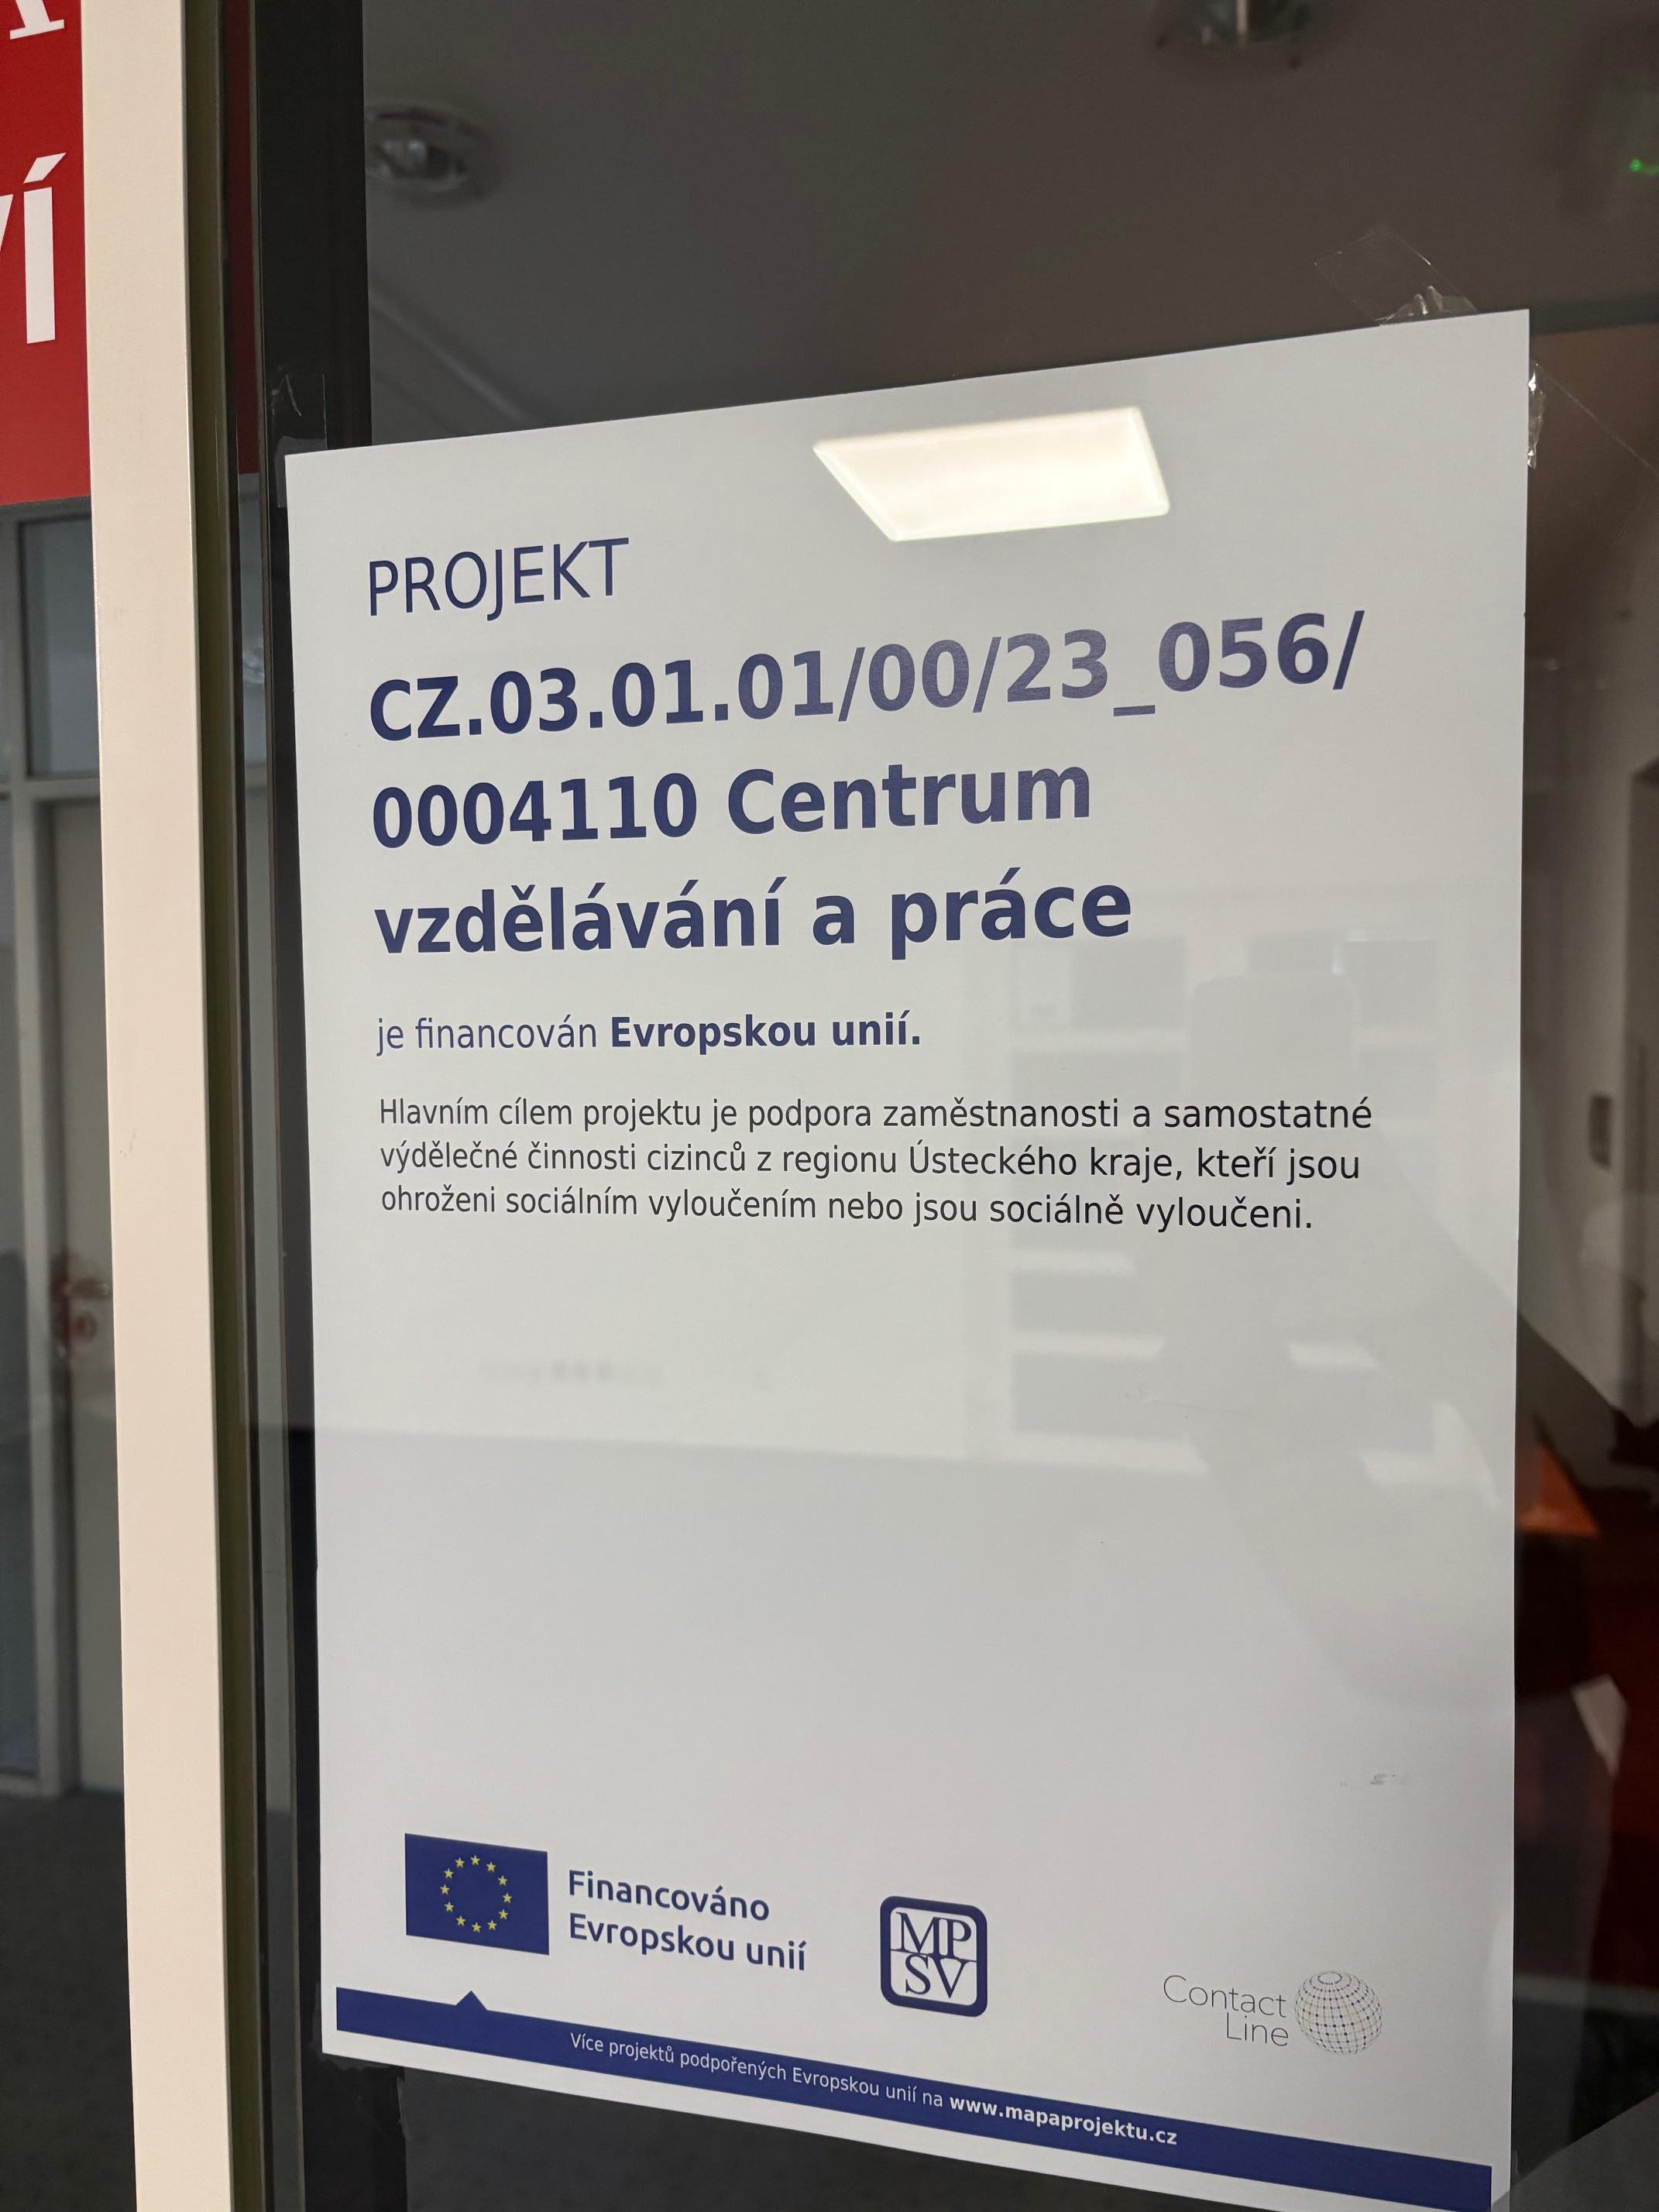 PROJEKT
CZ.03.01.01/00/23_056/
0004110 Centrum
vzdělávání a práce
je financován Evropskou unií.
Hlavním cílem projektu je podpora zaměstnanosti a samostatné
výdělečné činnosti cizinců z regionu Ústeckého kraje, kteří jsou
ohroženi sociálním vyloučením nebo jsou sociálně vyloučeni.
Financováno
Evropskou unií
MP
SV
Contact
Line
Více projektů podpořených Evropskou unií na www.mapaprojektu.cz